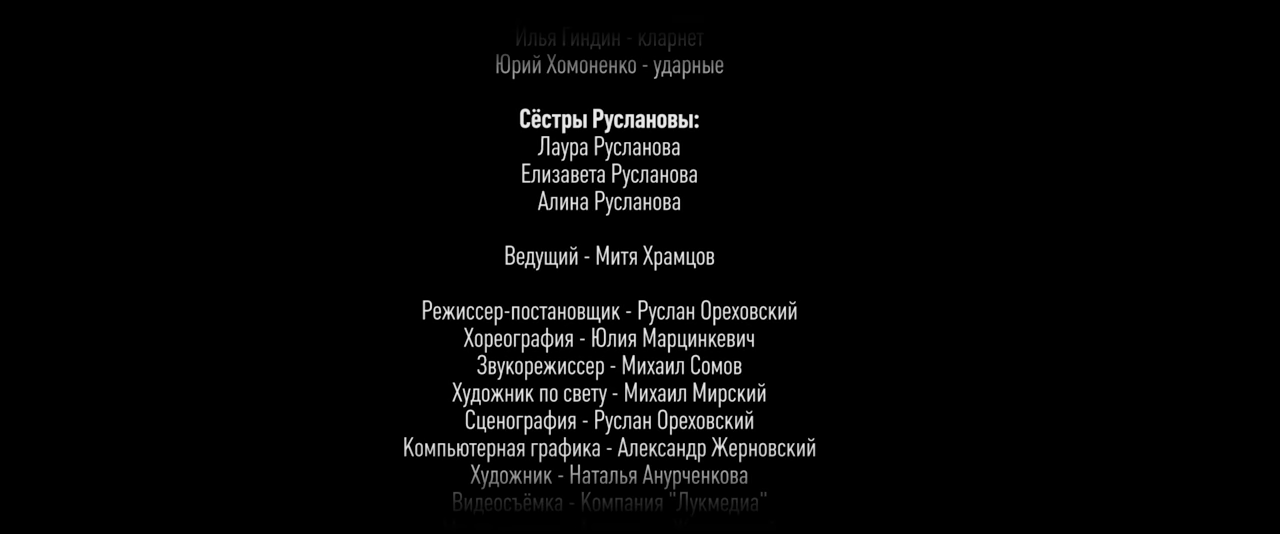 Илья Гиндин - кларнет
Юрий Хомоненко - ударные
Сёстры Руслановы:
Лаура Русланова
Елизавета Русланова
Алина Русланова
Ведущий - Митя Храмцов
Режиссер-постановщик - Руслан Ореховский
Хореография - Юлия Марцинкевич
Звукорежиссер - Михаил Сомов
Художник по свету - Михаил Мирский
Сценография - Руслан Ореховский
Компьютерная графика - Александр Жерновский
Художник - Наталья Анурченкова
Видеосъёмка - Компания "Лукмедиа"